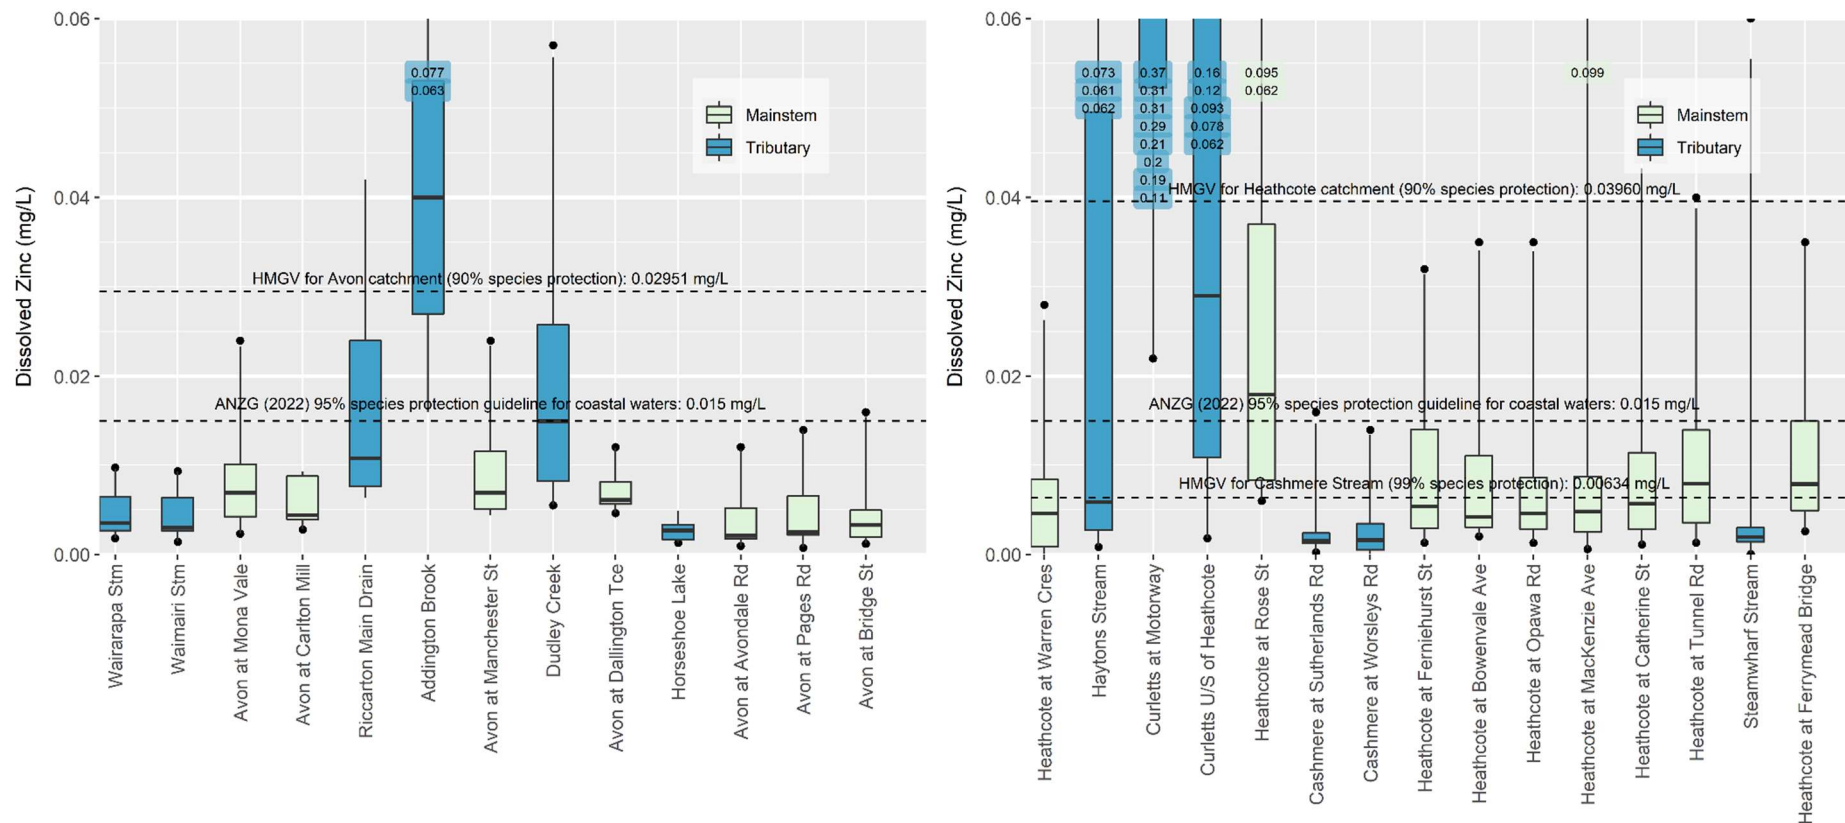 Dissolved Zinc (mg/L)
0.06
0.04
0.02
0.00
0.077
0.063
Mainstem
Tributary
HMGV for Avon catchment (90% species protection): 0.02951 mg/L
ANZG (2022) 95% species protection guideline for coastal waters: 0.015 mg/L
Wairarapa Stm
Waimairi Stm
Avon at Mona Vale
Avon at Carlton Mill
Riccarton Main Drain
Addington Brook
Avon at Manchester St
Dudley Creek
Avon at Dallington Tce
Horseshoe Lake
Avon at Avondale Rd
Avon at Pages Rd
Avon at Bridge St
Dissolved Zinc (mg/L)
0.06
0.04
0.02
0.00
0.073
0.061
0.062
0.37
0.31
0.31
0.29
0.21
0.2
0.19
0.11
0.16
0.12
0.093
0.078
0.062
0.095
0.062
0.099
Mainstem
Tributary
HMGV for Heathcote catchment (90% species protection): 0.03960 mg/L
ANZG (2022) 95% species protection guideline for coastal waters: 0.015 mg/L
HMGV for Cashmere Stream (99% species protection): 0.00634 mg/L
Heathcote at Warren Cres
Haytons Stream
Curletts at Motorway
Curletts U/S of Heathcote
Heathcote at Rose St
Cashmere at Sutherlands Rd
Cashmere at Worsleys Rd
Heathcote at Ferniehurst St
Heathcote at Bowenvale Ave
Heathcote at Opawa Rd
Heathcote at MacKenzie Ave
Heathcote at Catherine St
Heathcote at Tunnel Rd
Steamwharf Stream
Heathcote at Ferrymead Bridge